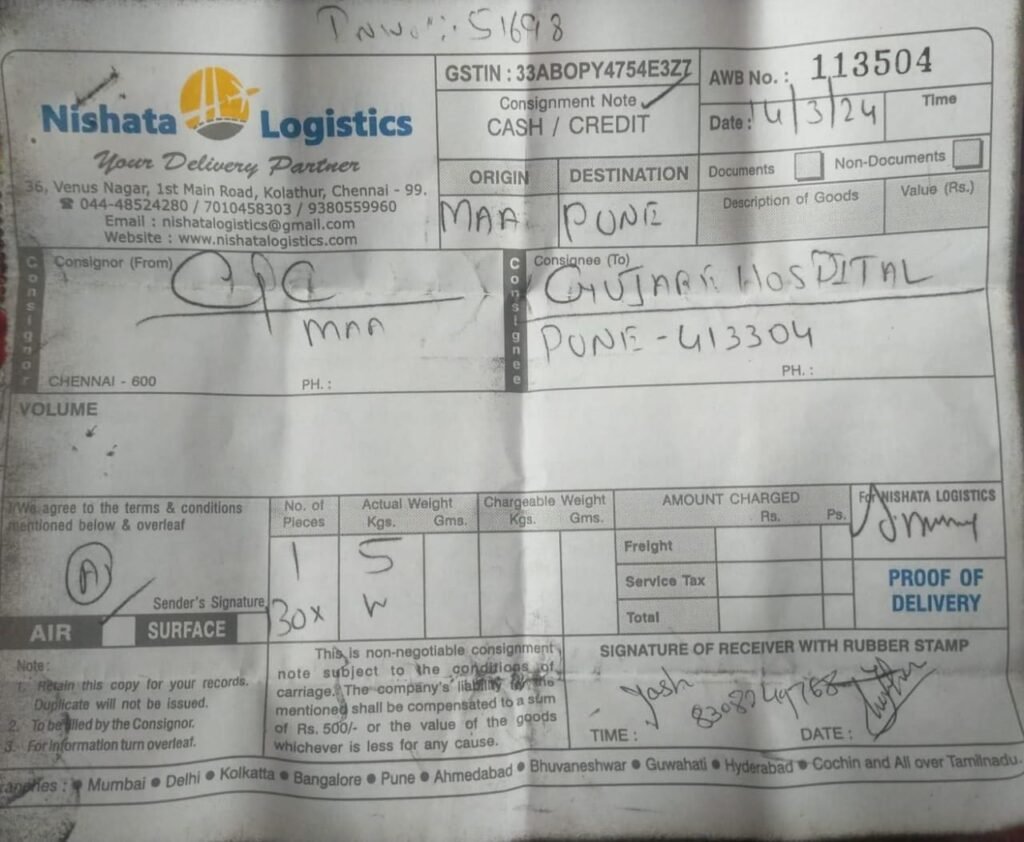 51698
Nishata Logistics
Your Delivery Partner
36, Venus Nagar, 1st Main Road, Kolathur, Chennai - 99.
☎ 044-48524280 / 7010458303 / 9380559960
Email : nishatalogistics@gmail.com
Website : www.nishatalogistics.com
GSTIN : 33ABOPY4754E3Z7
Consignment Note
CASH / CREDIT
ORIGIN DESTINATION
MAA PUNE
AWB No. : 113504
Date : 14/3/24 Time
Documents Non-Documents
Description of Goods Value (Rs.)
Consignor
Consignor (From)
MAA
CHENNAI - 600 PH. :
Consignee
Consignee (To)
HOSPITAL
PUNE - 413304
PH. :
VOLUME
We agree to the terms & conditions
mentioned below & overleaf
A
Sender's Signature
AIR SURFACE
No. of Pieces
Actual Weight
Kgs. Gms.
Chargeable Weight
Kgs. Gms.
1 5
30x
AMOUNT CHARGED
Rs. Ps.
Freight
Service Tax
Total
For NISHATA LOGISTICS
PROOF OF
DELIVERY
Note :
1. Retain this copy for your records.
Duplicate will not be issued.
2. To be filled by the Consignor.
3. For Information turn overleaf.
This is non-negotiable consignment
note subject to the conditions of
carriage. The company's liability for the
mentioned shall be compensated to a sum
of Rs. 500/- or the value of the goods
whichever is less for any cause.
SIGNATURE OF RECEIVER WITH RUBBER STAMP
Yash
TIME : DATE :
Branches : ● Mumbai ● Delhi ● Kolkatta ● Bangalore ● Pune ● Ahmedabad ● Bhuvaneshwar ● Guwahati ● Hyderabad ● Cochin and All over Tamilnadu.